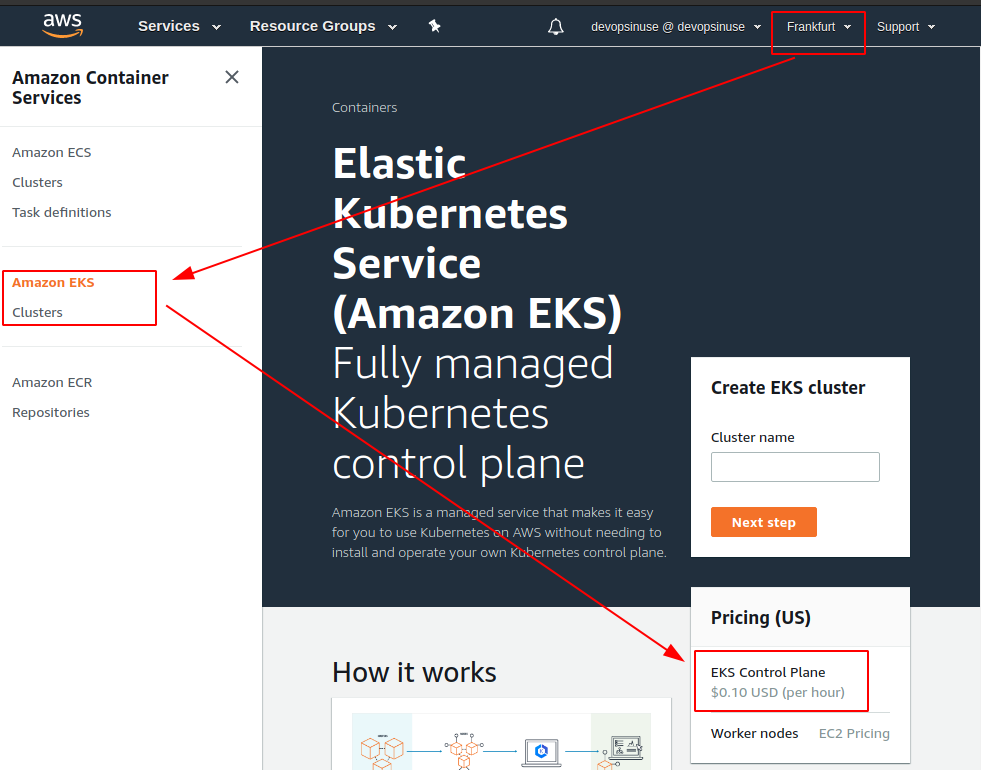 aws
Services
Resource Groups
devopsinuse @ devopsinuse
Frankfurt
Support
Amazon Container
Services
Amazon ECS
Clusters
Task definitions
Amazon EKS
Clusters
Amazon ECR
Repositories
Containers
Elastic
Kubernetes
Service
(Amazon EKS)
Fully managed
Kubernetes
control plane
Amazon EKS is a managed service that makes it easy
for you to use Kubernetes on AWS without needing to
install and operate your own Kubernetes control plane.
Create EKS cluster
Cluster name
Next step
Pricing (US)
EKS Control Plane
$0.10 USD (per hour)
Worker nodes EC2 Pricing
How it works